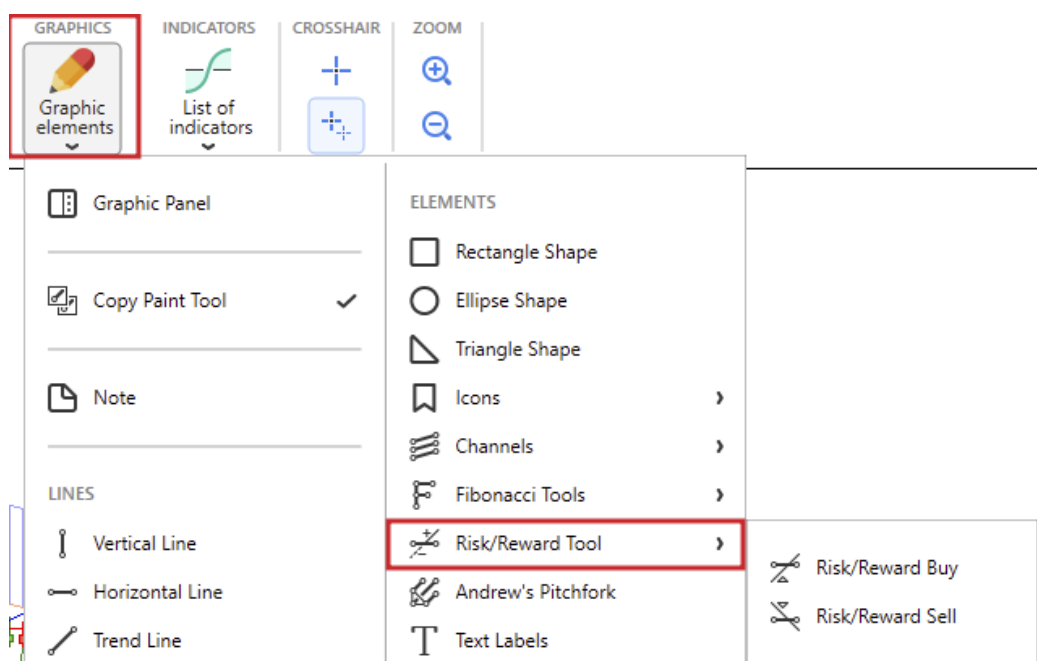 GRAPHICS
INDICATORS
CROSSHAIR
ZOOM
Graphic
elements
List of
indicators
Graphic Panel
Copy Paint Tool
Note
LINES
Vertical Line
Horizontal Line
Trend Line
ELEMENTS
Rectangle Shape
Ellipse Shape
Triangle Shape
Icons
Channels
Fibonacci Tools
Risk/Reward Tool
Andrew's Pitchfork
Text Labels
Risk/Reward Buy
Risk/Reward Sell